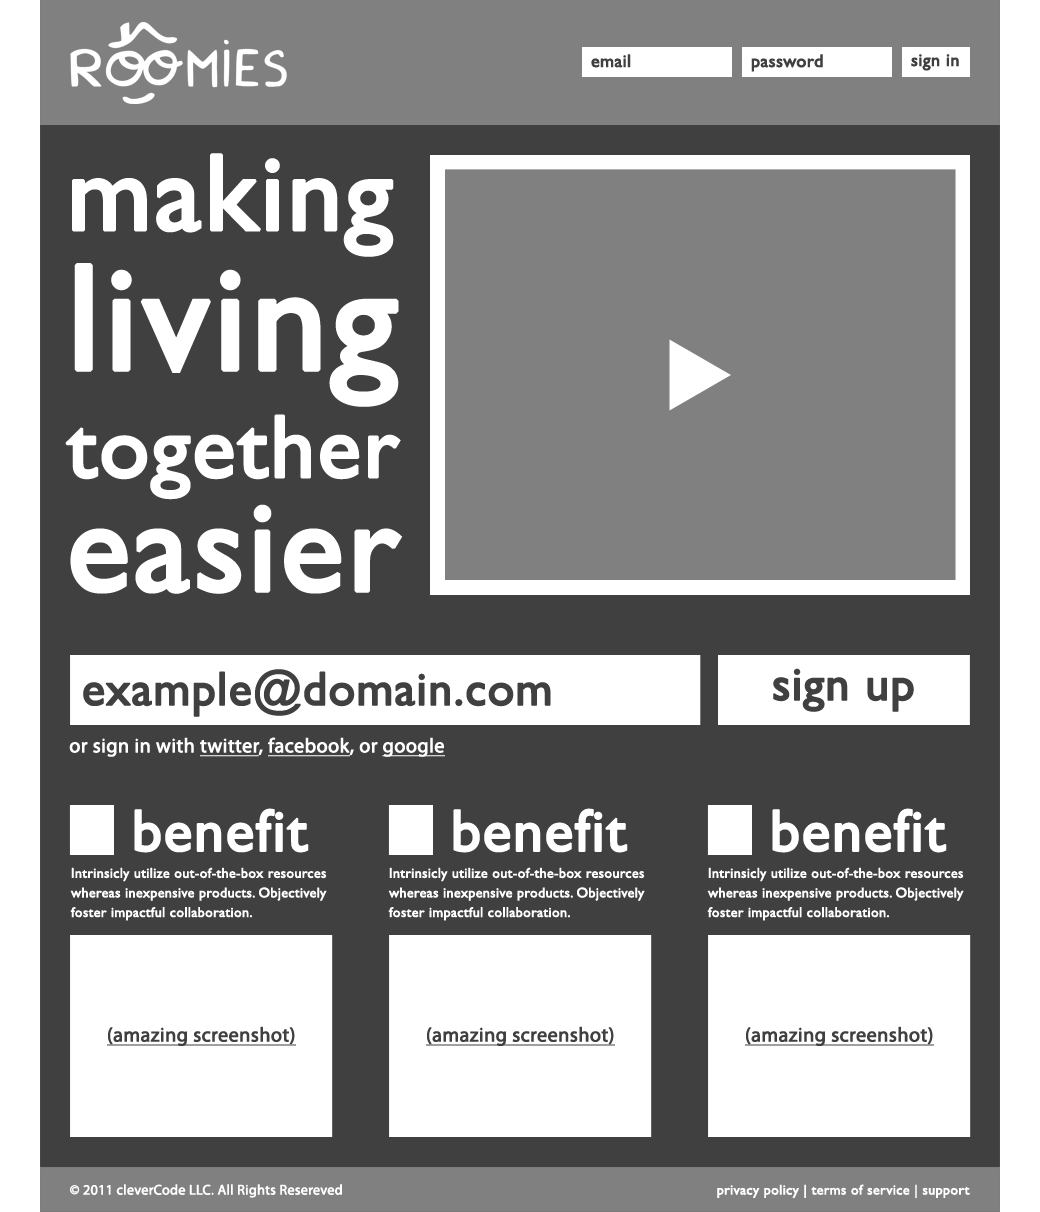 ROOMIES
email
password
sign in
making
living
together
easier
example@domain.com
sign up
or sign in with twitter, facebook, or google
benefit
Intrinsicly utilize out-of-the-box resources
whereas inexpensive products. Objectively
foster impactful collaboration.
(amazing screenshot)
benefit
Intrinsicly utilize out-of-the-box resources
whereas inexpensive products. Objectively
foster impactful collaboration.
(amazing screenshot)
benefit
Intrinsicly utilize out-of-the-box resources
whereas inexpensive products. Objectively
foster impactful collaboration.
(amazing screenshot)
© 2011 cleverCode LLC. All Rights Resereved
privacy policy | terms of service | support